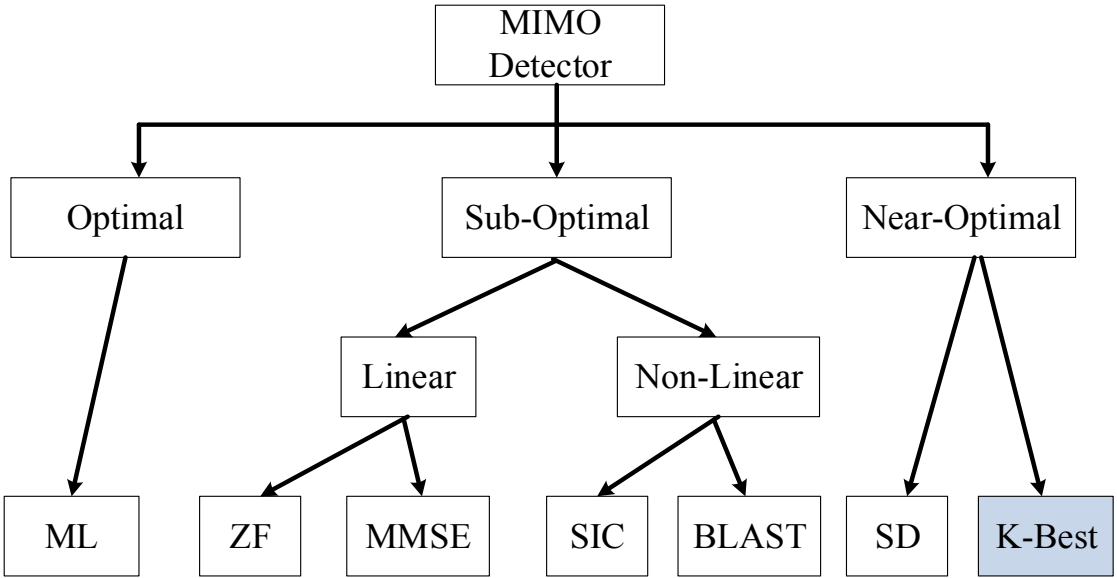 MIMO
Detector
Optimal
Sub-Optimal
Near-Optimal
Linear
Non-Linear
ML
ZF
MMSE
SIC
BLAST
SD
K-Best